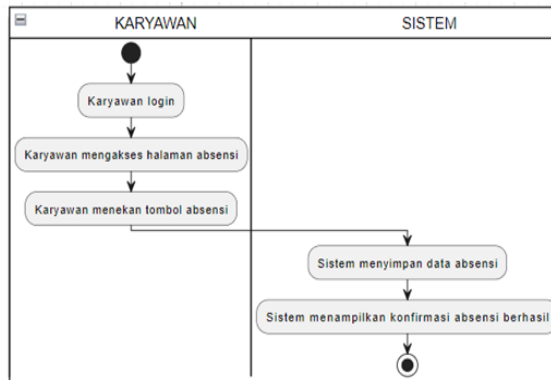 KARYAWAN
SISTEM
Karyawan login
Karyawan mengakses halaman absensi
Karyawan menekan tombol absensi
Sistem menyimpan data absensi
Sistem menampilkan konfirmasi absensi berhasil